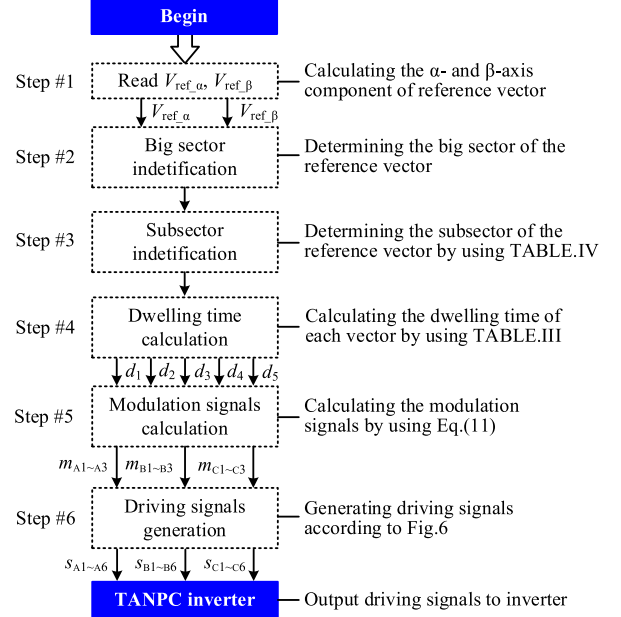 Begin
Step #1
Read Vref_α, Vref_β
Calculating the α- and β-axis
component of reference vector
Vref_α
Vref_β
Step #2
Big sector
indetification
Determining the big sector of the
reference vector
Step #3
Subsector
indetification
Determining the subsector of the
reference vector by using TABLE.IV
Step #4
Dwelling time
calculation
Calculating the dwelling time of
each vector by using TABLE.III
d1 d2 d3 d4 d5
Step #5
Modulation signals
calculation
Calculating the modulation
signals by using Eq.(11)
mA1~A3 mB1~B3 mC1~C3
Step #6
Driving signals
generation
Generating driving signals
according to Fig.6
sA1~A6 sB1~B6 sC1~C6
TANPC inverter
Output driving signals to inverter